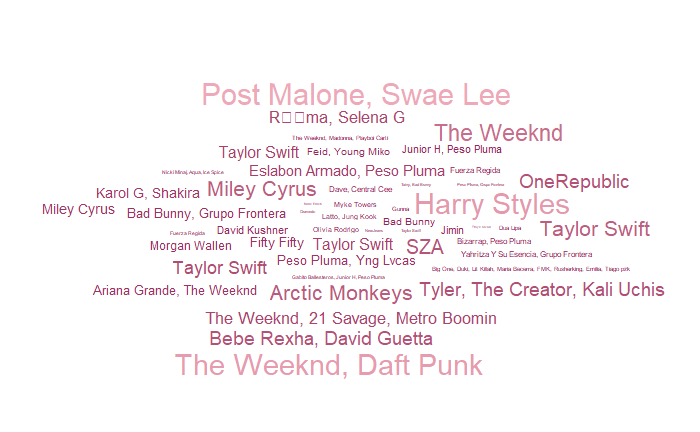 Post Malone, Swae Lee
R□□ma, Selena G
The Weeknd
The Weeknd, Madonna, Playboi Carti
Taylor Swift
Feid, Young Miko
Junior H, Peso Pluma
Nicki Minaj, Aqua, Ice Spice
Eslabon Armado, Peso Pluma
Fuerza Regida
Karol G, Shakira
Miley Cyrus
Dave, Central Cee
Peso Pluma, Grupo Frontera
OneRepublic
Miley Cyrus
Bad Bunny, Grupo Frontera
Myke Towers
Gunna
Harry Styles
Latto, Jung Kook
Bad Bunny
Fuerza Regida
David Kushner
Olivia Rodrigo
NewJeans
Taylor Swift
Jimin
Dua Lipa
Taylor Swift
Morgan Wallen
Fifty Fifty
Taylor Swift
SZA
Bizarrap, Peso Pluma
Yahritza Y Su Esencia, Grupo Frontera
Taylor Swift
Peso Pluma, Yng Lvcas
Gabito Ballesteros, Junior H, Peso Pluma
Big One, Duki, Lit Killah, Maria Becerra, FMK, Rusherking, Emilia, Tiago pzk
Ariana Grande, The Weeknd
Arctic Monkeys
Tyler, The Creator, Kali Uchis
The Weeknd, 21 Savage, Metro Boomin
Bebe Rexha, David Guetta
The Weeknd, Daft Punk